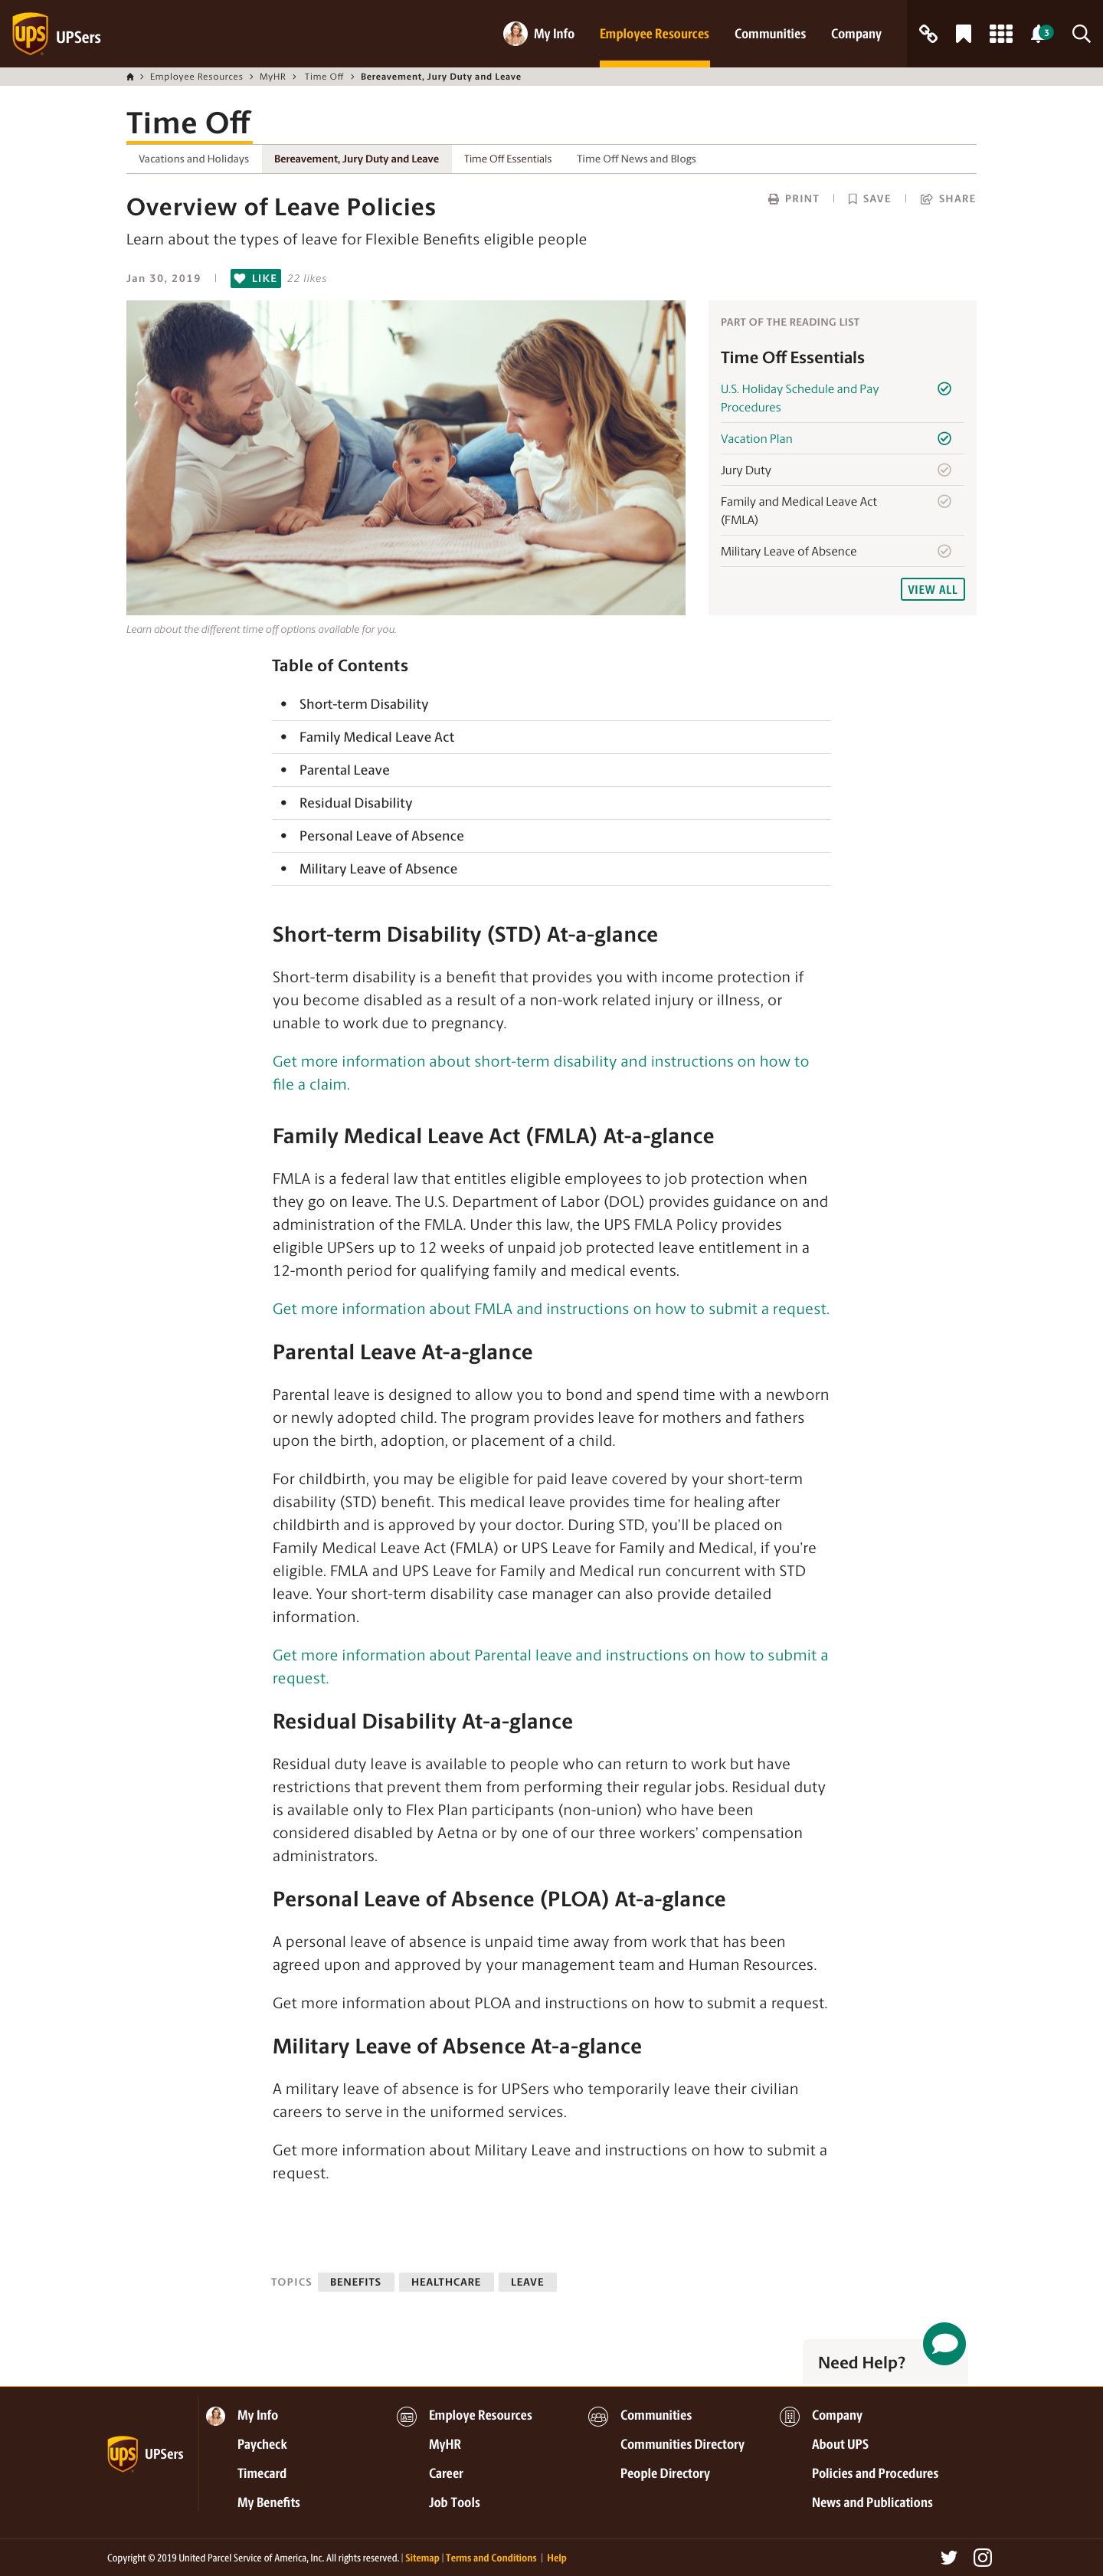 ups UPSers
My Info Employee Resources Communities Company 3
> Employee Resources > MyHR > Time Off > Bereavement, Jury Duty and Leave
Time Off
Vacations and Holidays Bereavement, Jury Duty and Leave Time Off Essentials Time Off News and Blogs
Overview of Leave Policies
PRINT | SAVE | SHARE
Learn about the types of leave for Flexible Benefits eligible people
Jan 30, 2019 | LIKE 22 likes
PART OF THE READING LIST
Time Off Essentials
U.S. Holiday Schedule and Pay
Procedures
Vacation Plan
Jury Duty
Family and Medical Leave Act
(FMLA)
Military Leave of Absence
VIEW ALL
Learn about the different time off options available for you.
Table of Contents
• Short-term Disability
• Family Medical Leave Act
• Parental Leave
• Residual Disability
• Personal Leave of Absence
• Military Leave of Absence
Short-term Disability (STD) At-a-glance
Short-term disability is a benefit that provides you with income protection if
you become disabled as a result of a non-work related injury or illness, or
unable to work due to pregnancy.
Get more information about short-term disability and instructions on how to
file a claim.
Family Medical Leave Act (FMLA) At-a-glance
FMLA is a federal law that entitles eligible employees to job protection when
they go on leave. The U.S. Department of Labor (DOL) provides guidance on and
administration of the FMLA. Under this law, the UPS FMLA Policy provides
eligible UPSers up to 12 weeks of unpaid job protected leave entitlement in a
12-month period for qualifying family and medical events.
Get more information about FMLA and instructions on how to submit a request.
Parental Leave At-a-glance
Parental leave is designed to allow you to bond and spend time with a newborn
or newly adopted child. The program provides leave for mothers and fathers
upon the birth, adoption, or placement of a child.
For childbirth, you may be eligible for paid leave covered by your short-term
disability (STD) benefit. This medical leave provides time for healing after
childbirth and is approved by your doctor. During STD, you'll be placed on
Family Medical Leave Act (FMLA) or UPS Leave for Family and Medical, if you're
eligible. FMLA and UPS Leave for Family and Medical run concurrent with STD
leave. Your short-term disability case manager can also provide detailed
information.
Get more information about Parental leave and instructions on how to submit a
request.
Residual Disability At-a-glance
Residual duty leave is available to people who can return to work but have
restrictions that prevent them from performing their regular jobs. Residual duty
is available only to Flex Plan participants (non-union) who have been
considered disabled by Aetna or by one of our three workers' compensation
administrators.
Personal Leave of Absence (PLOA) At-a-glance
A personal leave of absence is unpaid time away from work that has been
agreed upon and approved by your management team and Human Resources.
Get more information about PLOA and instructions on how to submit a request.
Military Leave of Absence At-a-glance
A military leave of absence is for UPSers who temporarily leave their civilian
careers to serve in the uniformed services.
Get more information about Military Leave and instructions on how to submit a
request.
TOPICS BENEFITS HEALTHCARE LEAVE
Need Help?
ups UPSers
My Info
Paycheck
Timecard
My Benefits
Employe Resources
MyHR
Career
Job Tools
Communities
Communities Directory
People Directory
Company
About UPS
Policies and Procedures
News and Publications
Copyright © 2019 United Parcel Service of America, Inc. All rights reserved. | Sitemap | Terms and Conditions | Help